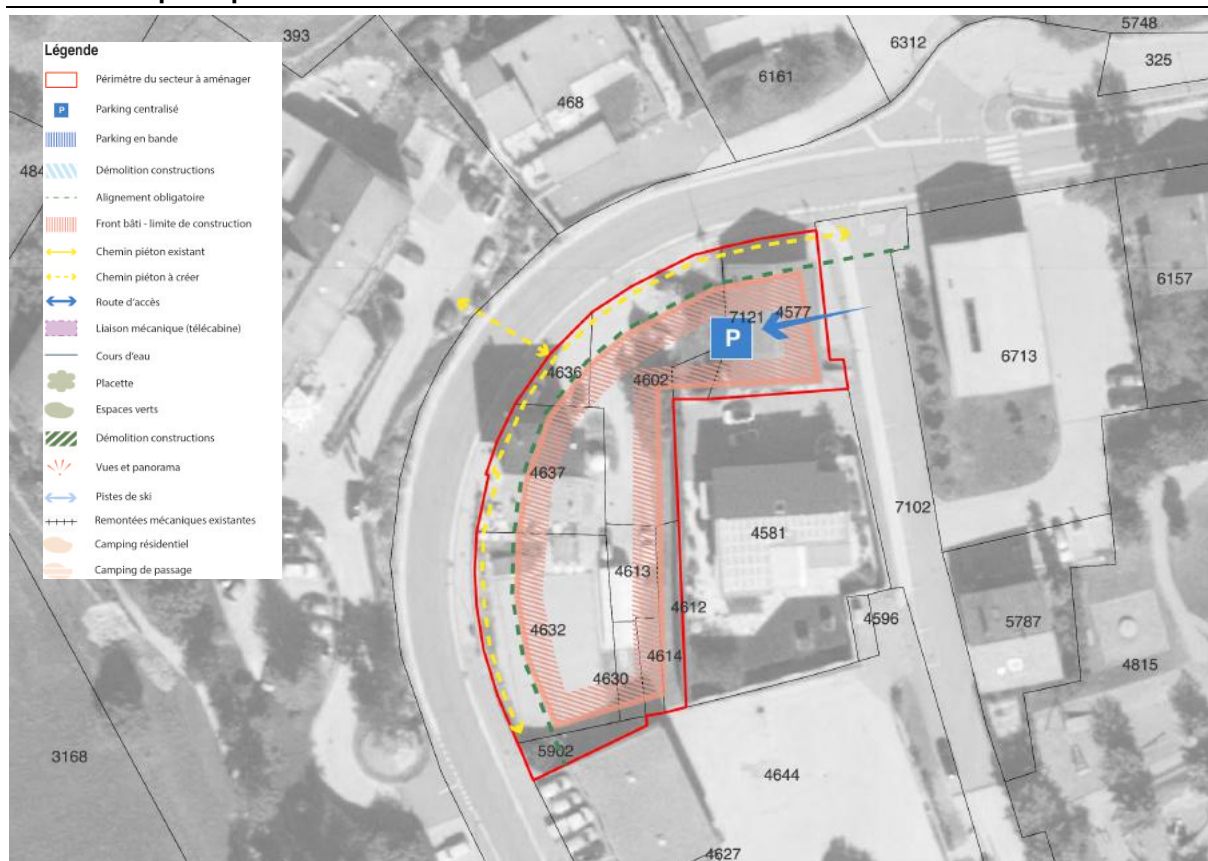 Légende
Périmètre du secteur à aménager
P
Parking centralisé
Parking en bande
Démolition constructions
Alignement obligatoire
Front bâti - limite de construction
Chemin piéton existant
Chemin piéton à créer
Route d'accès
Liaison mécanique (télécabine)
Cours d'eau
Placette
Espaces verts
Démolition constructions
Vues et panorama
Pistes de ski
Remontées mécaniques existantes
Camping résidentiel
Camping de passage
393
5748
6312
325
6161
468
484
6157
7121
4577
P
6713
4636
4602
4637
7102
4581
4613
4612
4596
5787
4632
4614
4815
4630
5902
3168
4644
4627